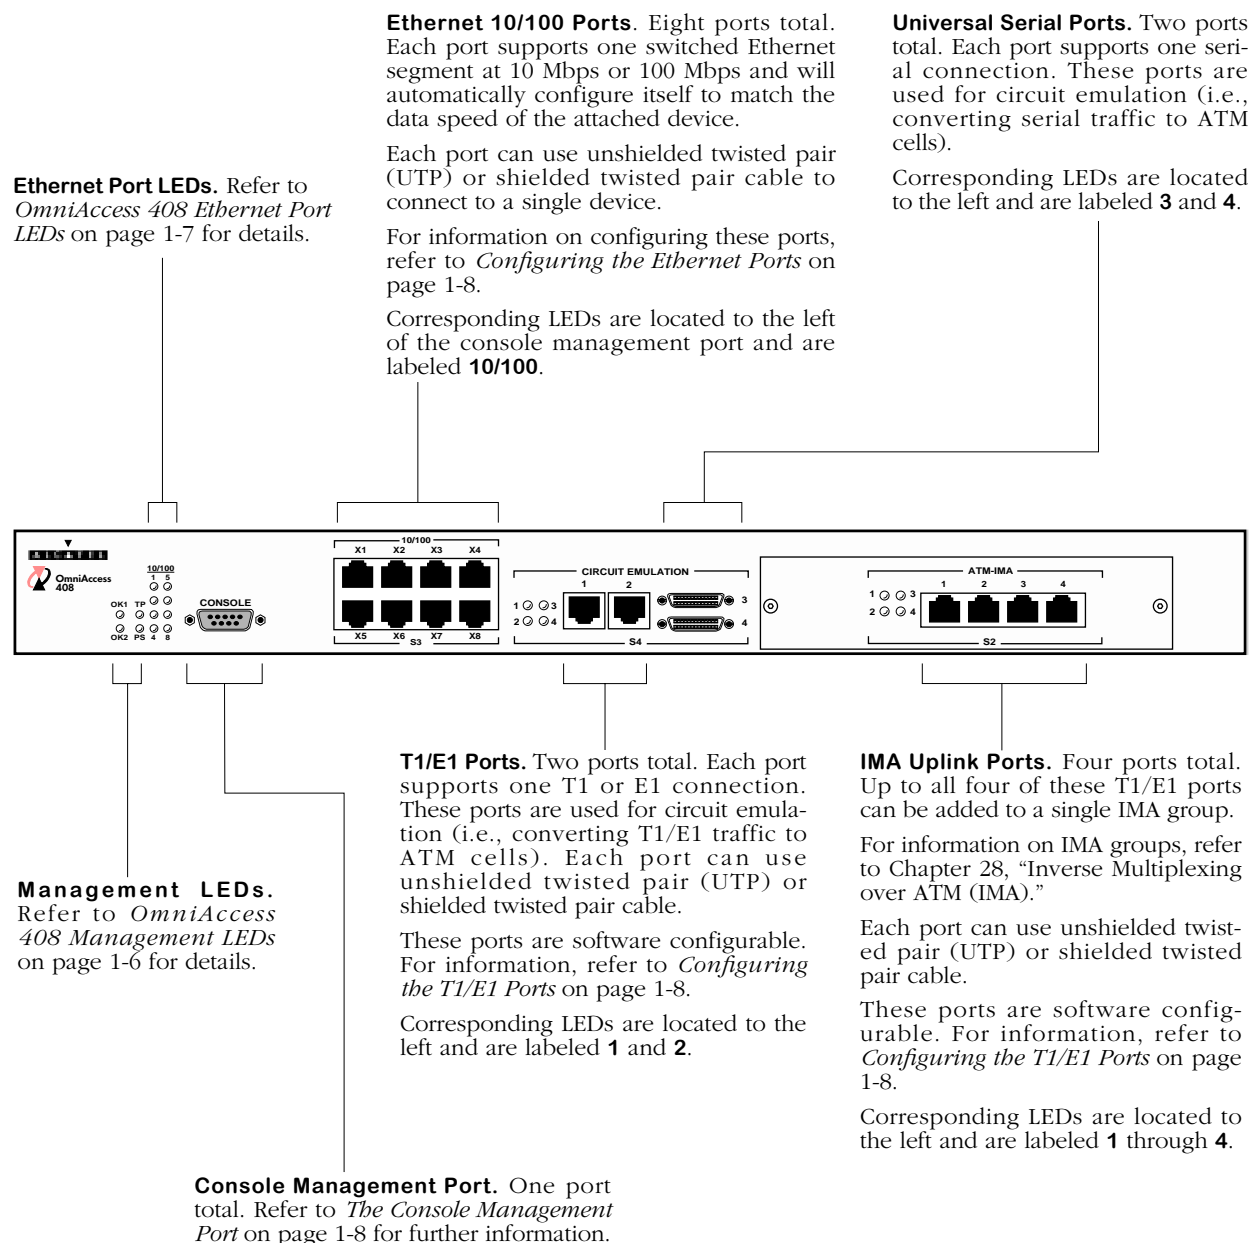 Ethernet 10/100 Ports. Eight ports total.
Each port supports one switched Ethernet
segment at 10 Mbps or 100 Mbps and will
automatically configure itself to match the
data speed of the attached device.
Each port can use unshielded twisted pair
(UTP) or shielded twisted pair cable to
connect to a single device.
For information on configuring these ports,
refer to Configuring the Ethernet Ports on
page 1-8.
Corresponding LEDs are located to the left
of the console management port and are
labeled 10/100.
Universal Serial Ports. Two ports
total. Each port supports one seri-
al connection. These ports are
used for circuit emulation (i.e.,
converting serial traffic to ATM
cells).
Corresponding LEDs are located
to the left and are labeled 3 and 4.
Ethernet Port LEDs. Refer to
OmniAccess 408 Ethernet Port
LEDs on page 1-7 for details.
OmniAccess
408
10/100
1 5
OK1 TP
OK2 PS 4 8
CONSOLE
10/100
X1 X2 X3 X4
X5 X6 X7 X8
S3
CIRCUIT EMULATION
1 2
1 3
2 4
3
4
S4
ATM-IMA
1 2 3 4
1 3
2 4
S2
Management LEDs.
Refer to OmniAccess
408 Management LEDs
on page 1-6 for details.
T1/E1 Ports. Two ports total. Each port
supports one T1 or E1 connection.
These ports are used for circuit emula-
tion (i.e., converting T1/E1 traffic to
ATM cells). Each port can use
unshielded twisted pair (UTP) or
shielded twisted pair cable.
These ports are software configurable.
For information, refer to Configuring
the T1/E1 Ports on page 1-8.
Corresponding LEDs are located to the
left and are labeled 1 and 2.
IMA Uplink Ports. Four ports total.
Up to all four of these T1/E1 ports
can be added to a single IMA group.
For information on IMA groups, refer
to Chapter 28, “Inverse Multiplexing
over ATM (IMA).”
Each port can use unshielded twist-
ed pair (UTP) or shielded twisted
pair cable.
These ports are software config-
urable. For information, refer to
Configuring the T1/E1 Ports on page
1-8.
Corresponding LEDs are located to
the left and are labeled 1 through 4.
Console Management Port. One port
total. Refer to The Console Management
Port on page 1-8 for further information.